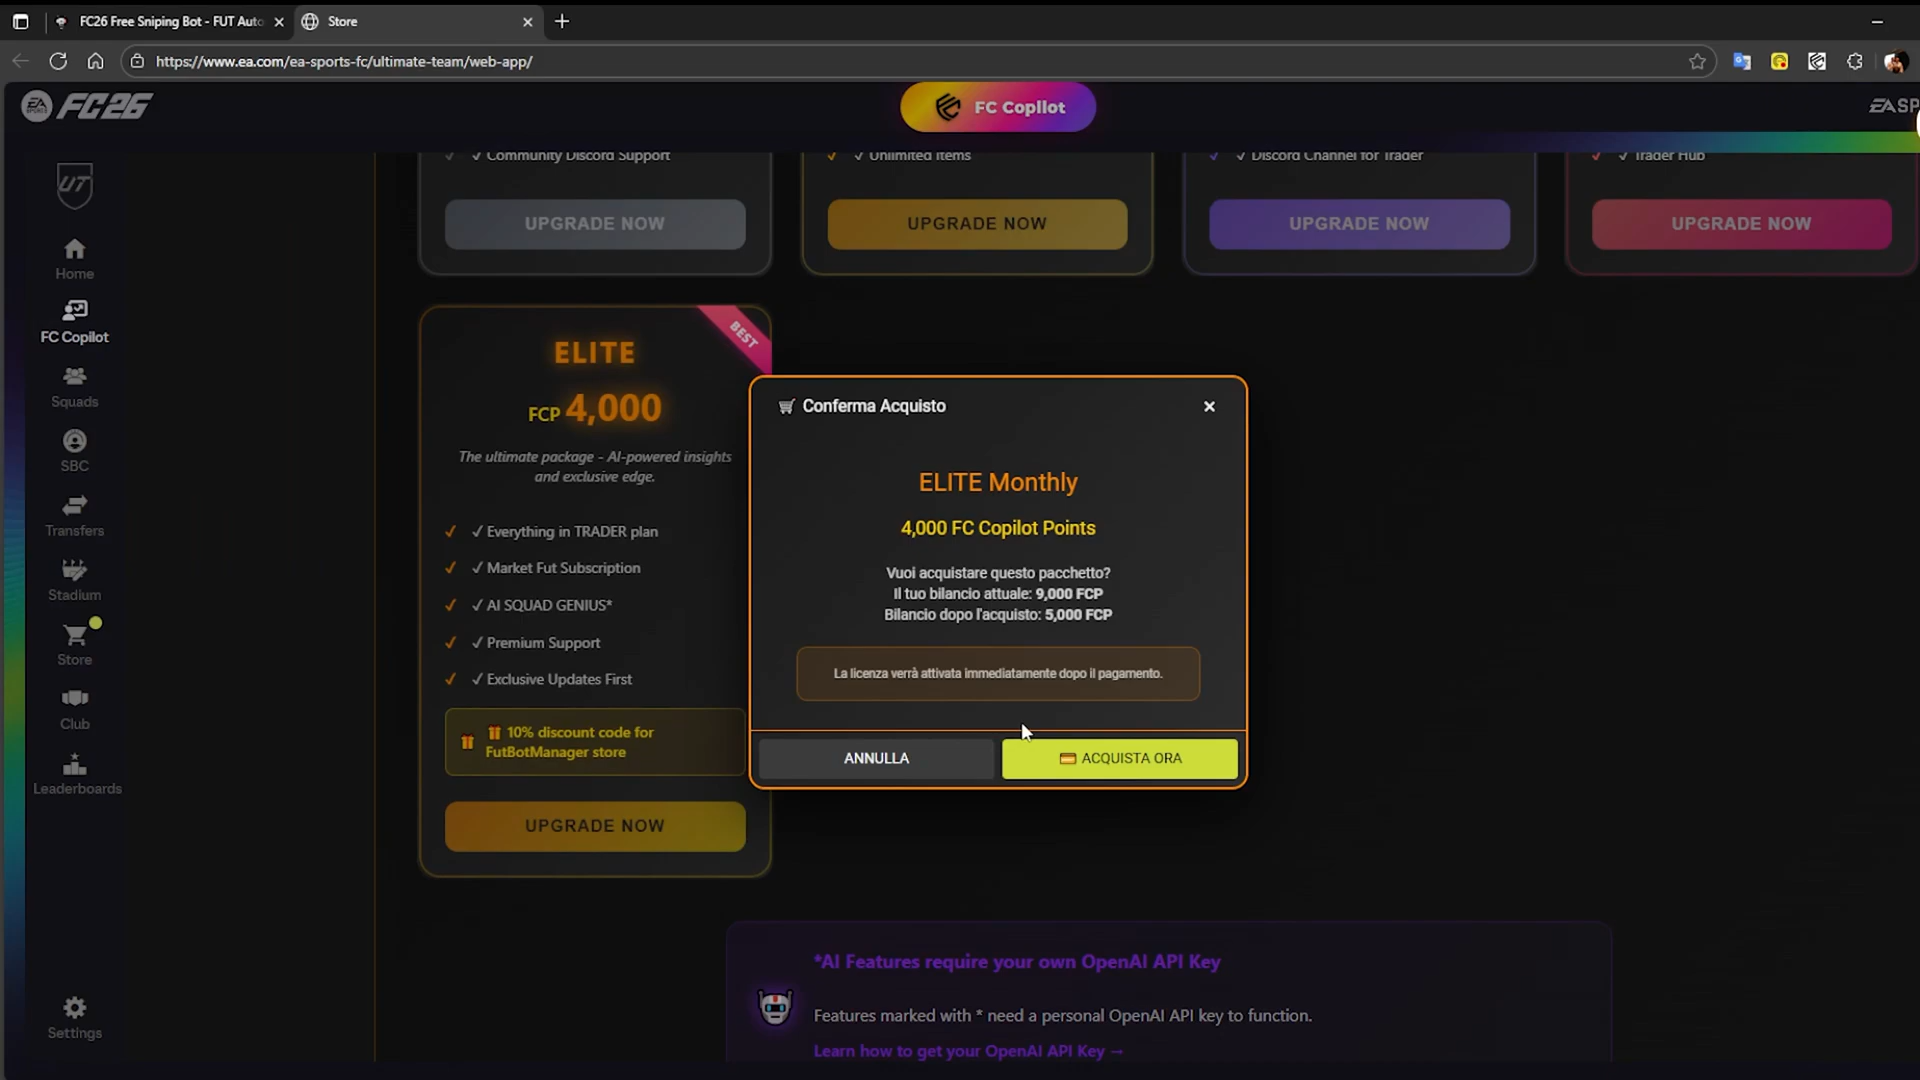 FC26 Free Sniping Bot - FUT Auto
Store
https://www.ea.com/ea-sports-fc/ultimate-team/web-app/
EA SPORTS FC26
FC Copilot
EA SP
✓ Community Discord Support
✓ Unlimited Items
✓ Discord Channel for Trader
✓ Trader Hub
UPGRADE NOW
UPGRADE NOW
UPGRADE NOW
UPGRADE NOW
UT
Home
FC Copilot
Squads
SBC
Transfers
Stadium
Store
Club
Leaderboards
Settings
BEST
ELITE
FCP 4,000
The ultimate package - AI-powered insights
and exclusive edge.
✓ ✓ Everything in TRADER plan
✓ ✓ Market Fut Subscription
✓ ✓ AI SQUAD GENIUS*
✓ ✓ Premium Support
✓ ✓ Exclusive Updates First
10% discount code for
FutBotManager store
UPGRADE NOW
Conferma Acquisto
ELITE Monthly
4,000 FC Copilot Points
Vuoi acquistare questo pacchetto?
Il tuo bilancio attuale: 9,000 FCP
Bilancio dopo l'acquisto: 5,000 FCP
La licenza verrà attivata immediatamente dopo il pagamento.
ANNULLA
ACQUISTA ORA
*AI Features require your own OpenAI API Key
Features marked with * need a personal OpenAI API key to function.
Learn how to get your OpenAI API Key →